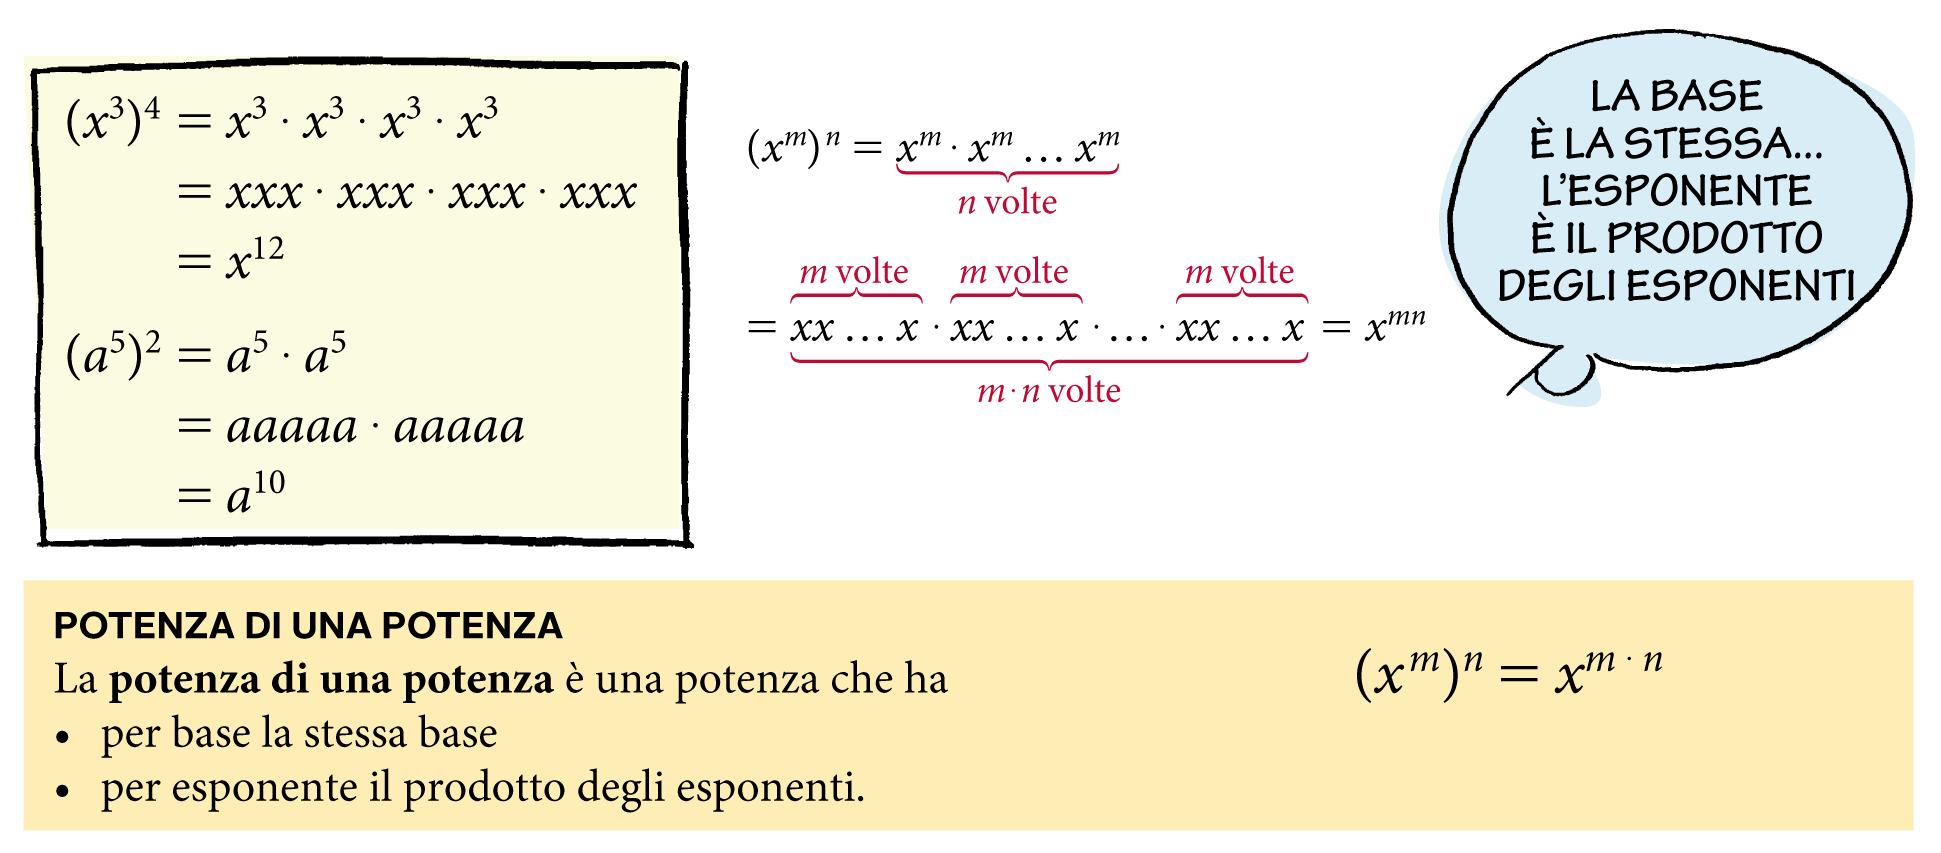 (x³)⁴ = x³ · x³ · x³ · x³
= xxx · xxx · xxx · xxx
= x¹²
(a⁵)² = a⁵ · a⁵
= aaaaa · aaaaa
= a¹⁰
(xᵐ)ⁿ = xᵐ · xᵐ … xᵐ
n volte
m volte m volte m volte
= xx … x · xx … x · … · xx … x = xᵐⁿ
m · n volte
LA BASE
È LA STESSA...
L'ESPONENTE
È IL PRODOTTO
DEGLI ESPONENTI
POTENZA DI UNA POTENZA
La potenza di una potenza è una potenza che ha
• per base la stessa base
• per esponente il prodotto degli esponenti.
(xᵐ)ⁿ = xᵐ · ⁿ